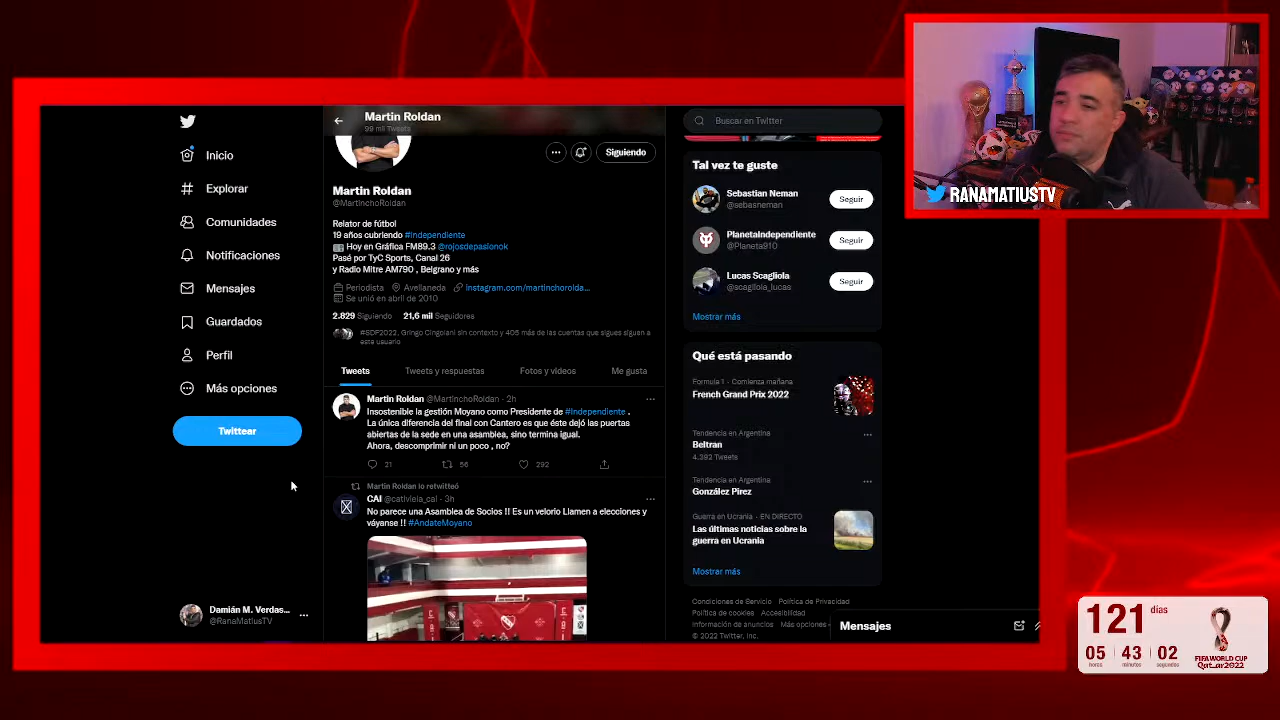 Inicio
Explorar
Comunidades
Notificaciones
Mensajes
Guardados
Perfil
Más opciones
Twittear
Damián M. Verdas...
@RanaMatiusTV
Martin Roldan
99 mil Tweets
Siguiendo
Martin Roldan
@MartinchoRoldan
Relator de fútbol
19 años cubriendo #Independiente
Hoy en Gráfica FM89.3 @rojosdepasionok
Pasé por TyC Sports, Canal 26
y Radio Mitre AM790 , Belgrano y más
Periodista Avellaneda instagram.com/martinchorolda...
Se unió en abril de 2010
2.829 Siguiendo 21,6 mil Seguidores
#SDF2022, Gringo Cingolani sin contexto y 405 más de las cuentas que sigues siguen a
este usuario
Tweets Tweets y respuestas Fotos y videos Me gusta
Martin Roldan @MartinchoRoldan · 2h
Insostenible la gestión Moyano como Presidente de #Independiente .
La única diferencia del final con Cantero es que éste dejó las puertas
abiertas de la sede en una asamblea, sino termina igual.
Ahora, descomprimir ni un poco , no?
21 56 292
Martin Roldan lo retwitteó
CAI @cativiela_cai · 3h
No parece una Asamblea de Socios !! Es un velorio Llamen a elecciones y
váyanse !! #AndateMoyano
Buscar en Twitter
Tal vez te guste
Sebastian Neman
@sebasneman
Seguir
PlanetaIndependiente
@Planeta910
Seguir
Lucas Scagliola
@scagliola_lucas
Seguir
Mostrar más
Qué está pasando
Formula 1 · Comienza mañana
French Grand Prix 2022
Tendencia en Argentina
Beltran
4.392 Tweets
Tendencia en Argentina
González Pirez
Guerra en Ucrania · EN DIRECTO
Las últimas noticias sobre la
guerra en Ucrania
Mostrar más
Condiciones de Servicio Política de Privacidad
Política de cookies Accesibilidad
Información de anuncios Más opciones
© 2022 Twitter, Inc.
Mensajes
RANAMATIUSTV
121 días
05 43 02
horas minutos segundos
FIFA WORLD CUP
Qatar2022